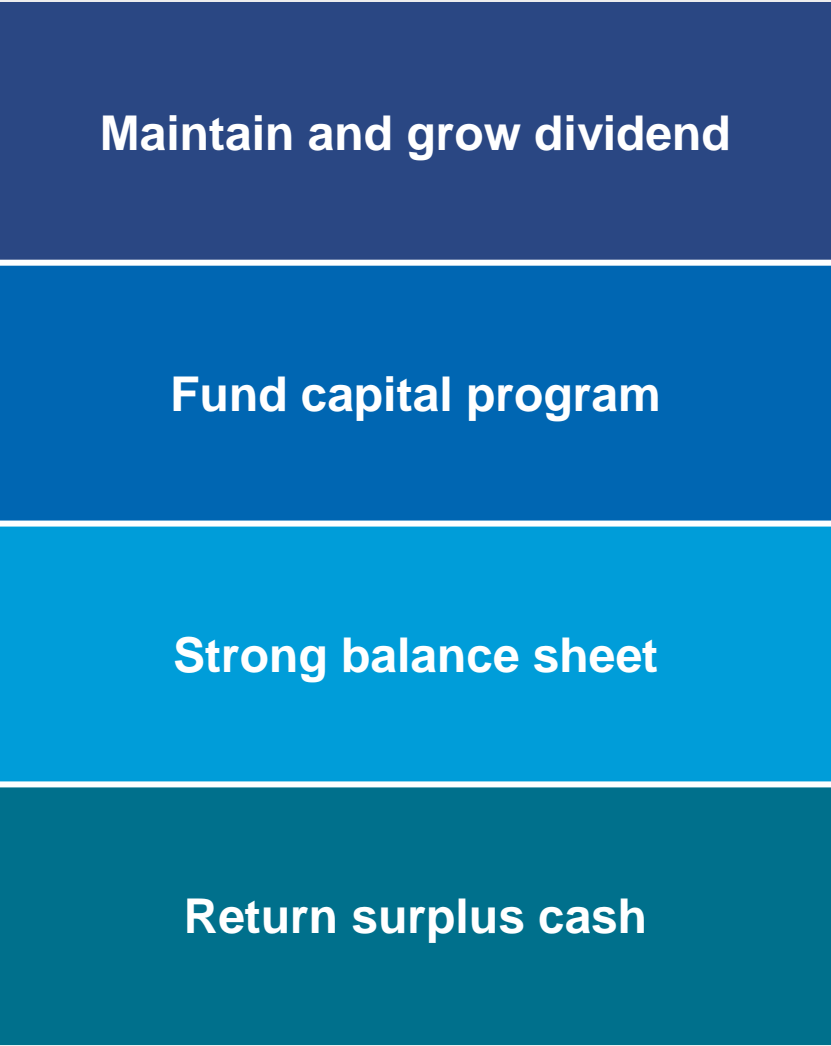 Maintain and grow dividend
Fund capital program
Strong balance sheet
Return surplus cash